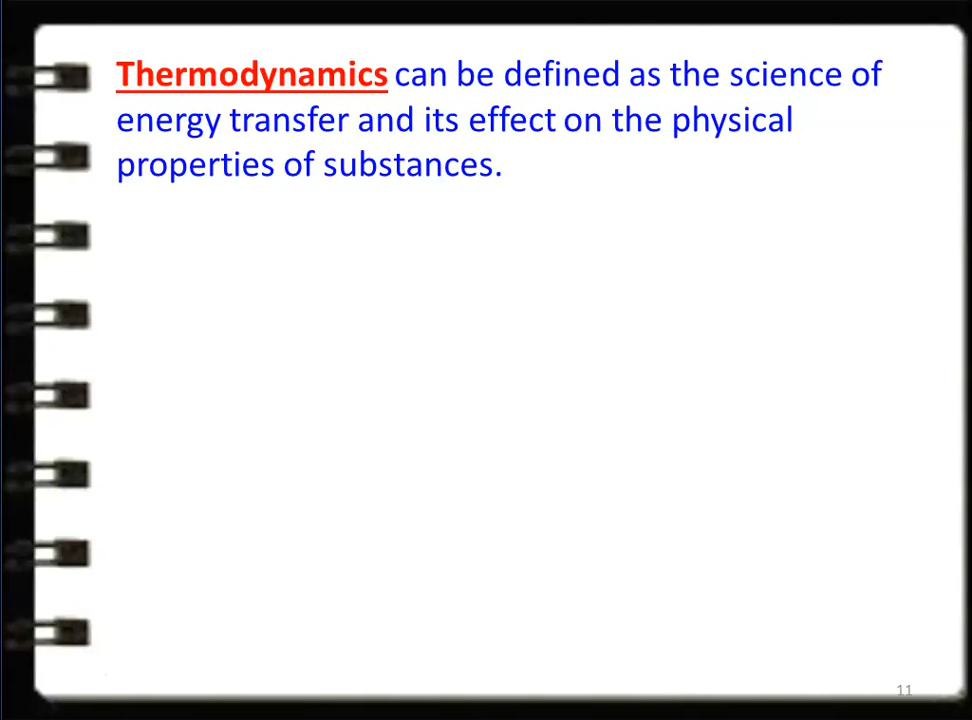 Thermodynamics can be defined as the science of
energy transfer and its effect on the physical
properties of substances.
11